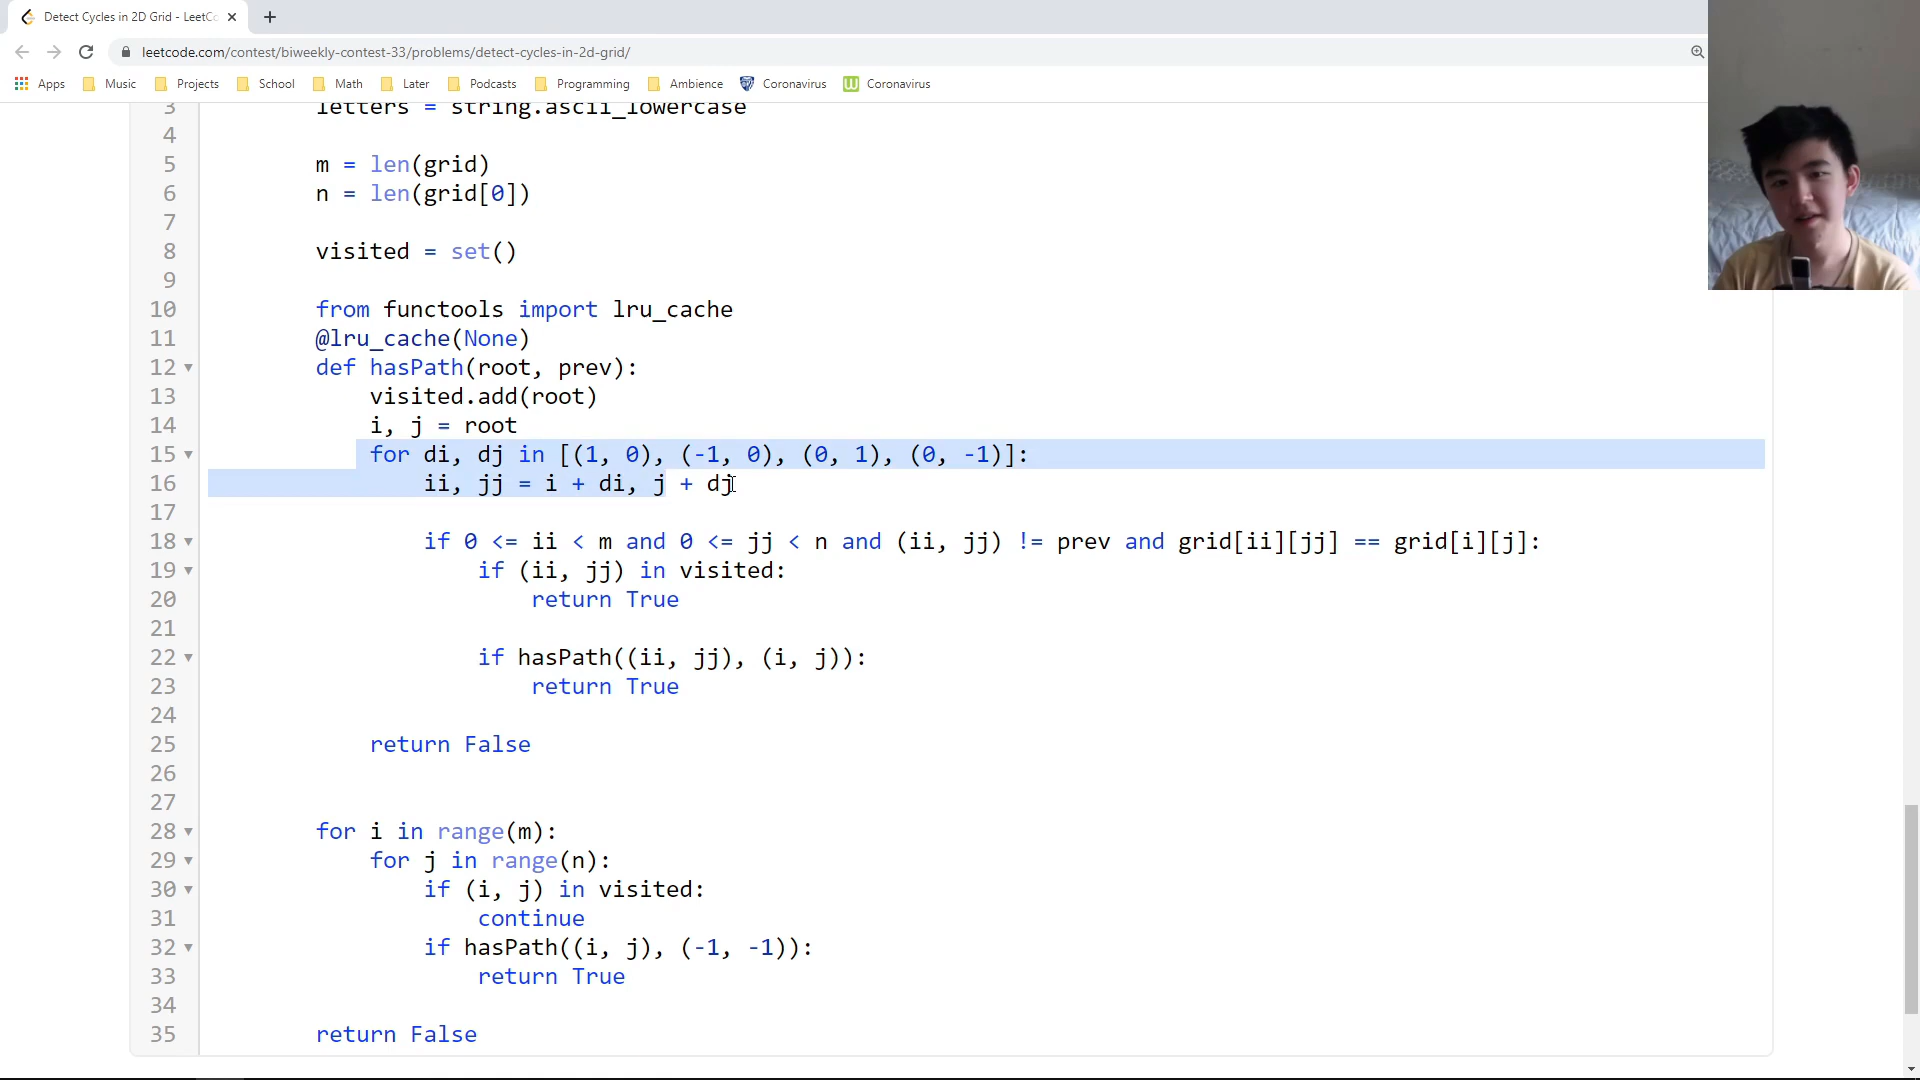 Detect Cycles in 2D Grid - LeetCo
leetcode.com/contest/biweekly-contest-33/problems/detect-cycles-in-2d-grid/
Apps Music Projects School Math Later Podcasts Programming Ambience Coronavirus Coronavirus
3 letters = string.ascii_lowercase
4
5 m = len(grid)
6 n = len(grid[0])
7
8 visited = set()
9
10 from functools import lru_cache
11 @lru_cache(None)
12 def hasPath(root, prev):
13 visited.add(root)
14 i, j = root
15 for di, dj in [(1, 0), (-1, 0), (0, 1), (0, -1)]:
16 ii, jj = i + di, j + dj
17
18 if 0 <= ii < m and 0 <= jj < n and (ii, jj) != prev and grid[ii][jj] == grid[i][j]:
19 if (ii, jj) in visited:
20 return True
21
22 if hasPath((ii, jj), (i, j)):
23 return True
24
25 return False
26
27
28 for i in range(m):
29 for j in range(n):
30 if (i, j) in visited:
31 continue
32 if hasPath((i, j), (-1, -1)):
33 return True
34
35 return False